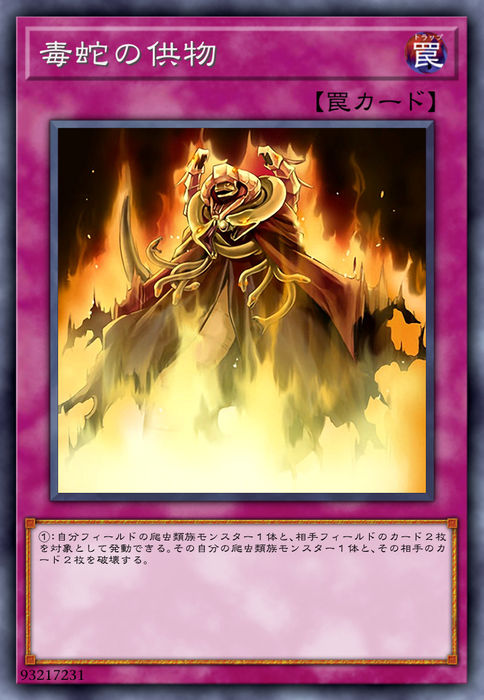 毒蛇の供物
トラップ
罠
【罠カード】
①:自分フィールドの爬虫類族モンスター1体と、相手フィールドのカード2枚
を対象として発動できる。その自分の爬虫類族モンスター1体と、その相手のカ
ード2枚を破壊する。
93217231